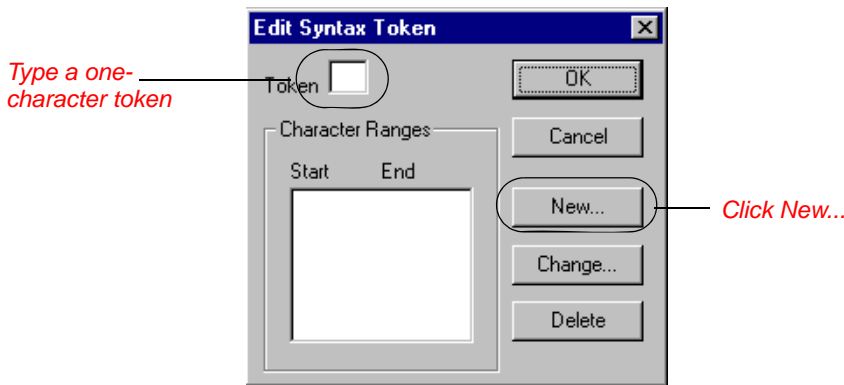 Edit Syntax Token
Type a one-
character token
Token
OK
Character Ranges
Cancel
Start End
New...
Click New...
Change...
Delete